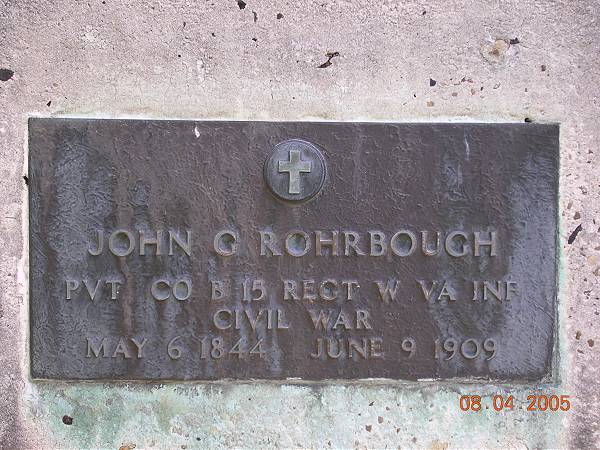 JOHN G ROHRBOUGH
PVT CO B 15 REGT W VA INF
CIVIL WAR
MAY 6 1844 JUNE 9 1909
08.04.2005